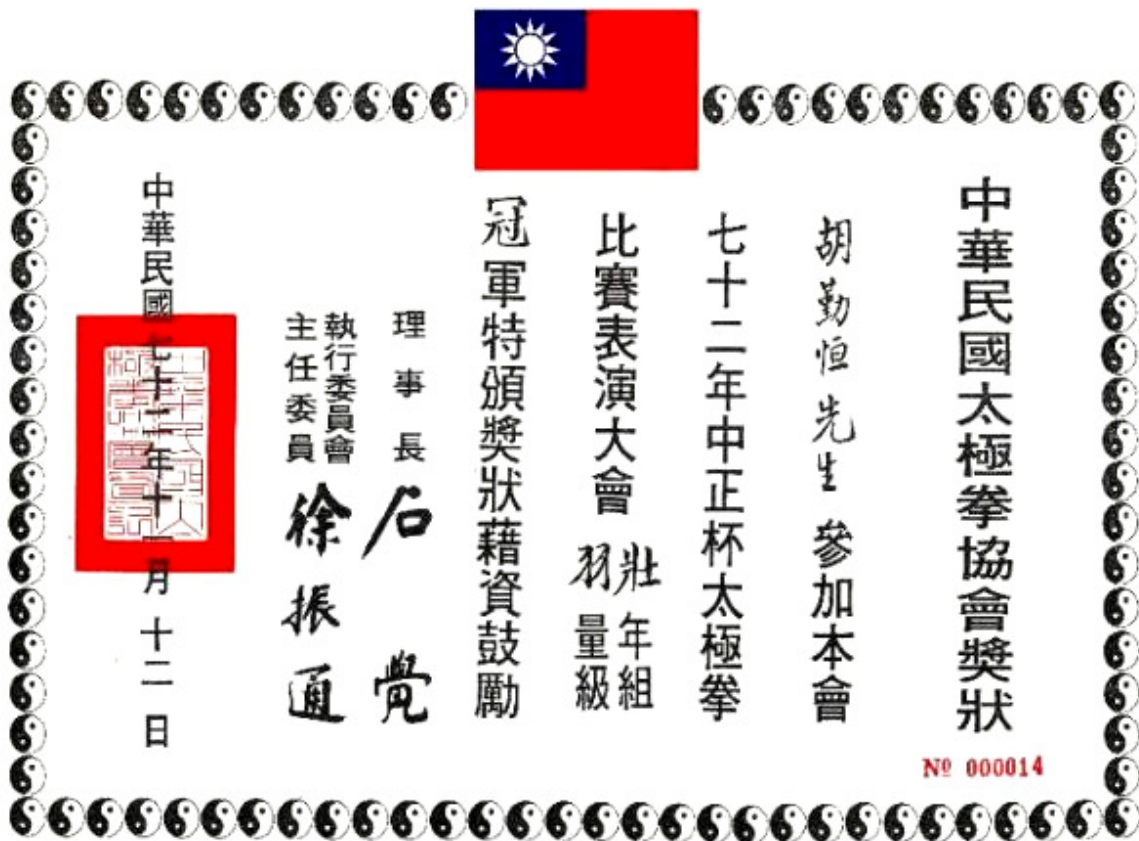 中華民國太極拳協會獎狀
胡勤恒先生 參加本會
七十二年中正杯太極拳
比賽表演大會
壯年組
羽量級
冠軍特頒獎狀藉資鼓勵
理事長 石覺
執行委員會
主任委員
徐振通
中華民國七十二年十一月十二日
№ 000014